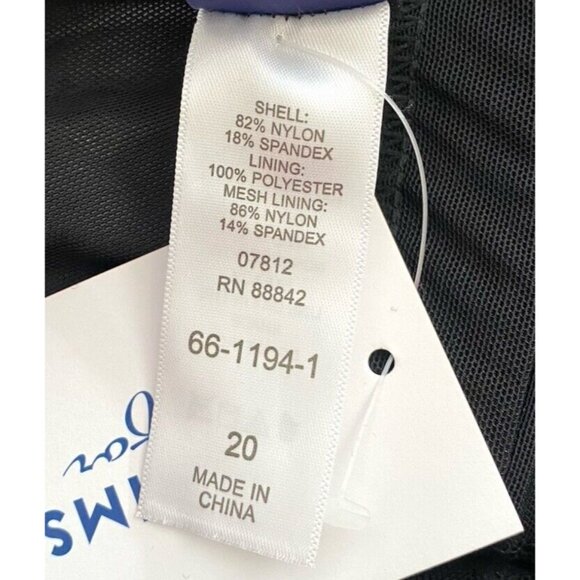 SHELL:
82% NYLON
18% SPANDEX
LINING:
100% POLYESTER
MESH LINING:
86% NYLON
14% SPANDEX
07812
RN 88842
66-1194-1
20
MADE IN
CHINA
for